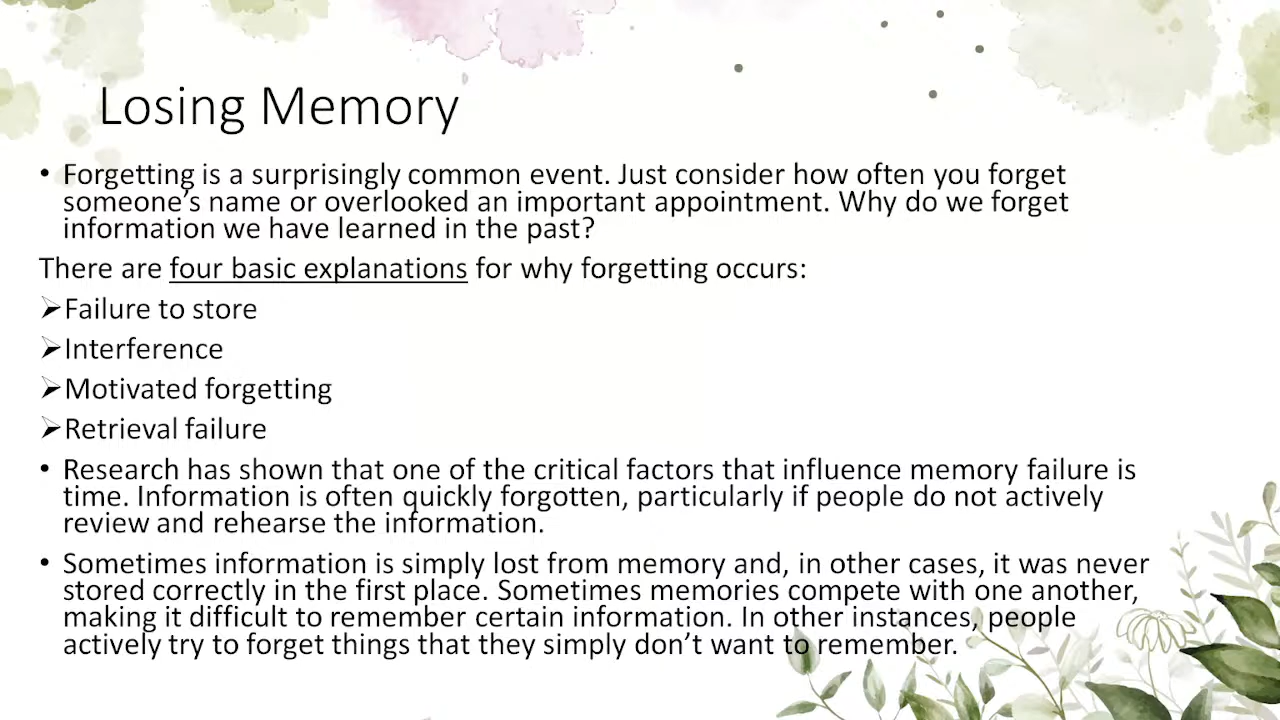 Losing Memory
• Forgetting is a surprisingly common event. Just consider how often you forget
someone’s name or overlooked an important appointment. Why do we forget
information we have learned in the past?
There are four basic explanations for why forgetting occurs:
➢Failure to store
➢Interference
➢Motivated forgetting
➢Retrieval failure
• Research has shown that one of the critical factors that influence memory failure is
time. Information is often quickly forgotten, particularly if people do not actively
review and rehearse the information.
• Sometimes information is simply lost from memory and, in other cases, it was never
stored correctly in the first place. Sometimes memories compete with one another,
making it difficult to remember certain information. In other instances, people
actively try to forget things that they simply don’t want to remember.